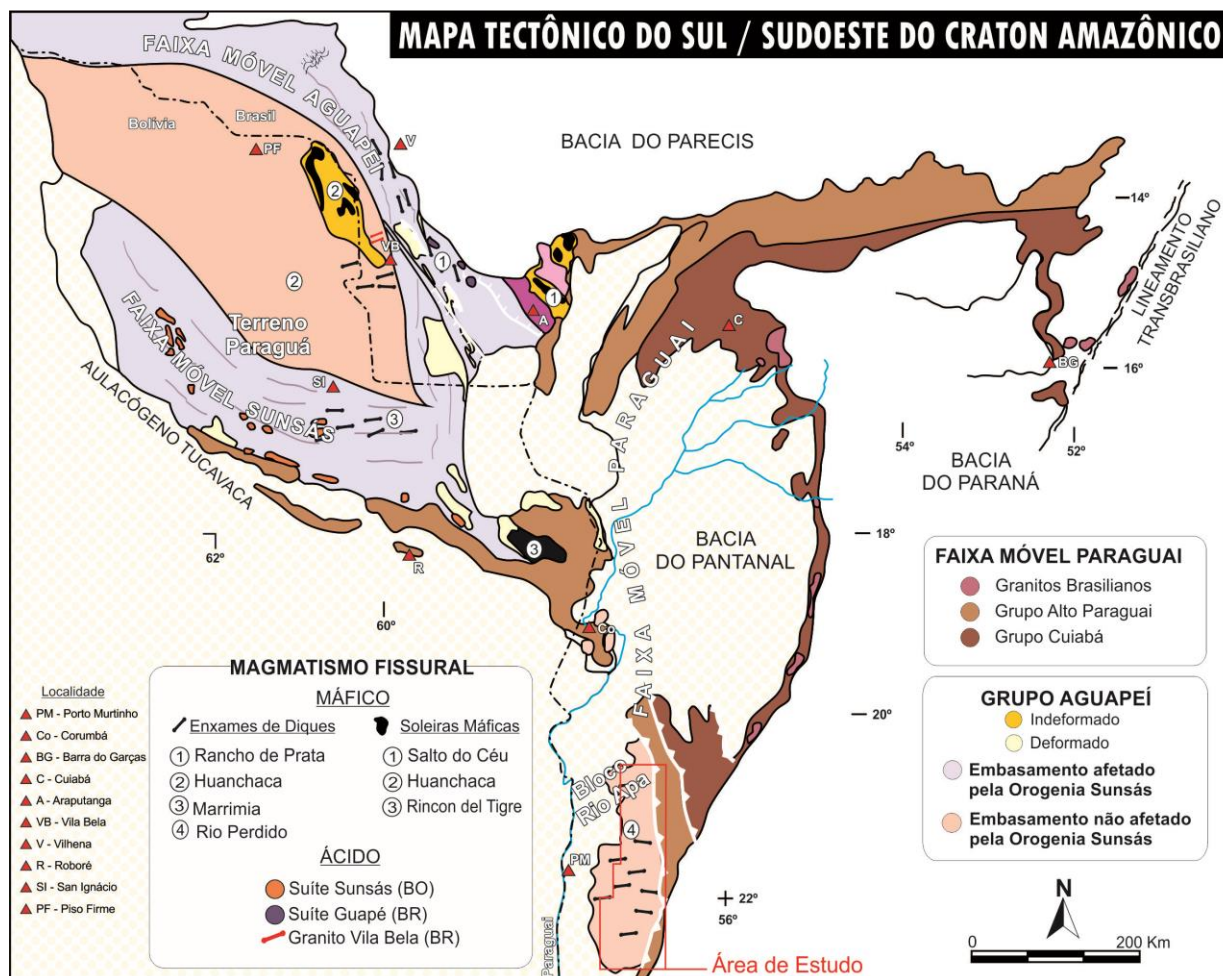 MAPA TECTÔNICO DO SUL / SUDOESTE DO CRATON AMAZÔNICO
FAIXA MÓVEL AGUAPEÍ
Bolívia
Brasil
PF
V
BACIA DO PARECIS
2
14º
LINEAMENTO
TRANSBRASILIANO
VB
1
2
1
A
C
Terreno
Paraguá
FAIXA MÓVEL SUNSÁS
SI
3
AULACÓGENO TUCAVACA
FAIXA MÓVEL PARAGUAI
BG
16º
54º
52º
BACIA
DO PARANÁ
62º
R
3
BACIA
DO PANTANAL
18º
60º
Co
20º
FAIXA MÓVEL PARAGUAI
Granitos Brasilianos
Grupo Alto Paraguai
Grupo Cuiabá
GRUPO AGUAPEÍ
Indeformado
Deformado
Embasamento afetado
pela Orogenia Sunsás
Embasamento não afetado
pela Orogenia Sunsás
Localidade
PM - Porto Murtinho
Co - Corumbá
BG - Barra do Garças
C - Cuiabá
A - Araputanga
VB - Vila Bela
V - Vilhena
R - Roboré
SI - San Ignácio
PF - Piso Firme
MAGMATISMO FISSURAL
MÁFICO
Enxames de Diques
1 Rancho de Prata
2 Huanchaca
3 Marrimia
4 Rio Perdido
Soleiras Máficas
1 Salto do Céu
2 Huanchaca
3 Rincon del Tigre
ÁCIDO
Suíte Sunsás (BO)
Suíte Guapé (BR)
Granito Vila Bela (BR)
Bloco
Rio Apa
4
PM
Paraguai
22º
56º
Área de Estudo
N
0 200 Km